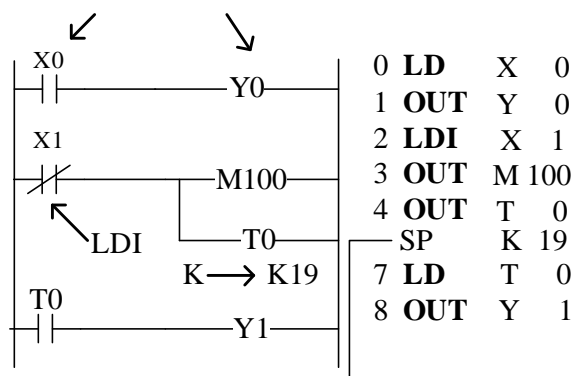 X0
Y0
X1
M100
LDI
T0
K K19
T0
Y1
0 LD X 0
1 OUT Y 0
2 LDI X 1
3 OUT M 100
4 OUT T 0
SP K 19
7 LD T 0
8 OUT Y 1